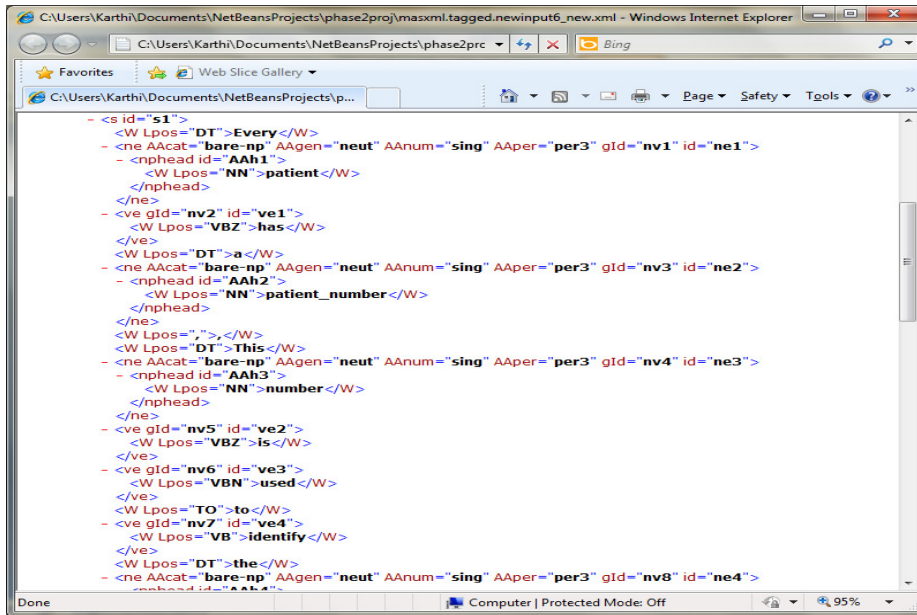 C:\Users\Karthi\Documents\NetBeansProjects\phase2proj\masxml.tagged.newinput6_new.xml - Windows Internet Explorer
C:\Users\Karthi\Documents\NetBeansProjects\phase2prc Bing
Favorites Web Slice Gallery
C:\Users\Karthi\Documents\NetBeansProjects\p... Page Safety Tools »
- <s id="s1">
<W Lpos="DT">Every</W>
- <ne AAcat="bare-np" AAgen="neut" AAnum="sing" AAper="per3" gId="nv1" id="ne1">
- <nphead id="AAh1">
<W Lpos="NN">patient</W>
</nphead>
</ne>
- <ve gId="nv2" id="ve1">
<W Lpos="VBZ">has</W>
</ve>
<W Lpos="DT">a</W>
- <ne AAcat="bare-np" AAgen="neut" AAnum="sing" AAper="per3" gId="nv3" id="ne2">
- <nphead id="AAh2">
<W Lpos="NN">patient_number</W>
</nphead>
</ne>
<W Lpos=",">,</W>
<W Lpos="DT">This</W>
- <ne AAcat="bare-np" AAgen="neut" AAnum="sing" AAper="per3" gId="nv4" id="ne3">
- <nphead id="AAh3">
<W Lpos="NN">number</W>
</nphead>
</ne>
- <ve gId="nv5" id="ve2">
<W Lpos="VBZ">is</W>
</ve>
- <ve gId="nv6" id="ve3">
<W Lpos="VBN">used</W>
</ve>
<W Lpos="TO">to</W>
- <ve gId="nv7" id="ve4">
<W Lpos="VB">identify</W>
</ve>
<W Lpos="DT">the</W>
- <ne AAcat="bare-np" AAgen="neut" AAnum="sing" AAper="per3" gId="nv8" id="ne4">
- <nphead id="AAh4">
Done Computer | Protected Mode: Off 95%